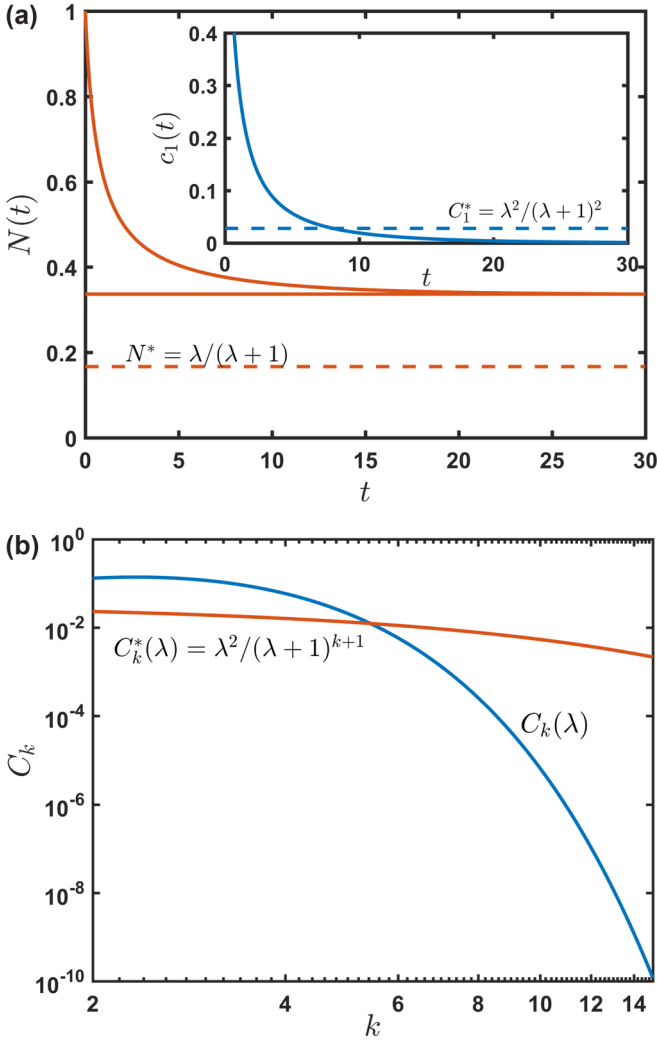 (a)
1
0.8
0.6
0.4
0.2
0
N(t)
0 5 10 15 20 25 30
t
N* = λ/(λ + 1)
0.4
0.3
0.2
0.1
0
c₁(t)
0 10 20 30
t
C₁* = λ²/(λ + 1)²
(b)
10⁰
10⁻²
10⁻⁴
10⁻⁶
10⁻⁸
10⁻¹⁰
Cₖ
Cₖ*(λ) = λ²/(λ + 1)ᵏ⁺¹
Cₖ(λ)
2 4 6 8 10 12 14
k